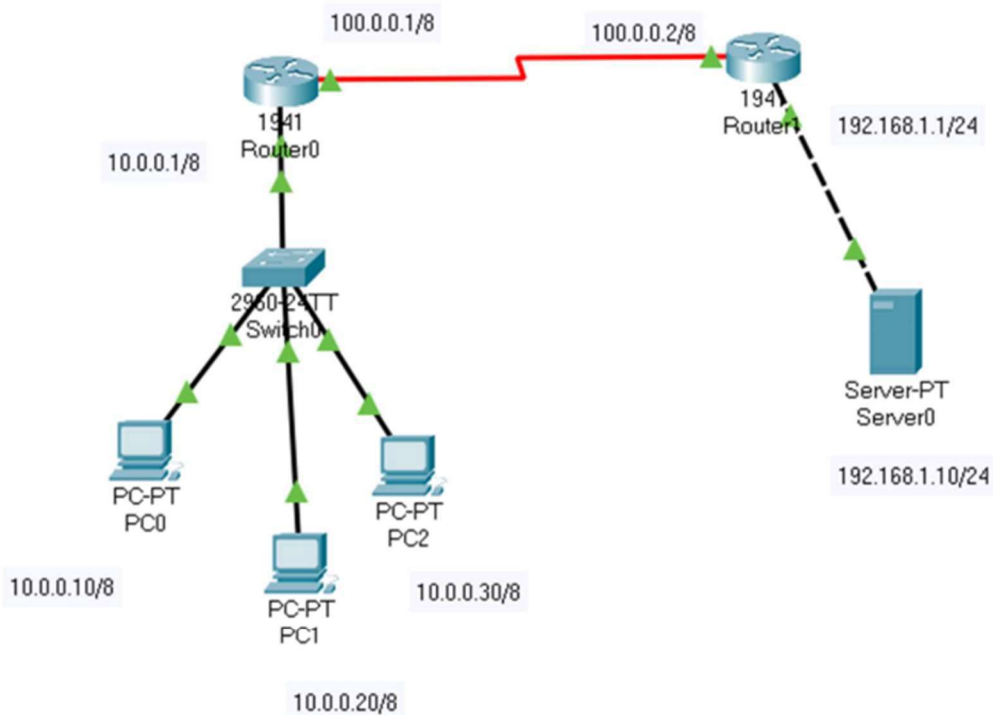 100.0.0.1/8
100.0.0.2/8
1941
Router0
1941
Router1
192.168.1.1/24
10.0.0.1/8
2960-24TT
Switch0
Server-PT
Server0
192.168.1.10/24
PC-PT
PC0
PC-PT
PC2
10.0.0.10/8
10.0.0.30/8
PC-PT
PC1
10.0.0.20/8